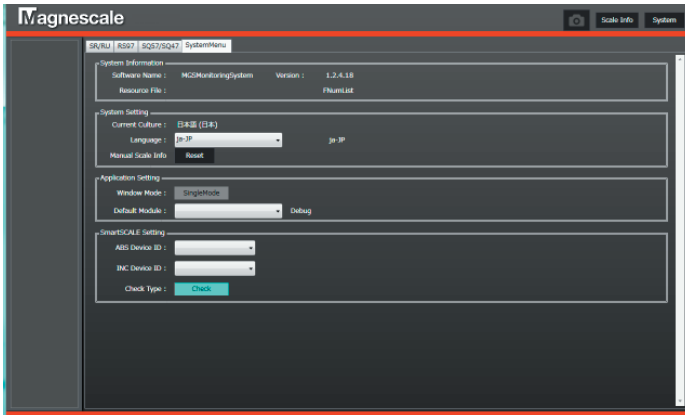 Magnescale
Scale Info System
SR/RU RS97 SQ57/SQ47 SystemMenu
System Information
Software Name : MGSMonitoringSystem Version : 1.2.4.18
Resource File : FNumList
System Setting
Current Culture : 日本語 (日本)
Language : ja-JP ja-JP
Manual Scale Info Reset
Application Setting
Window Mode : SingleMode
Default Module : Debug
SmartSCALE Setting
ABS Device ID :
INC Device ID :
Check Type : Check